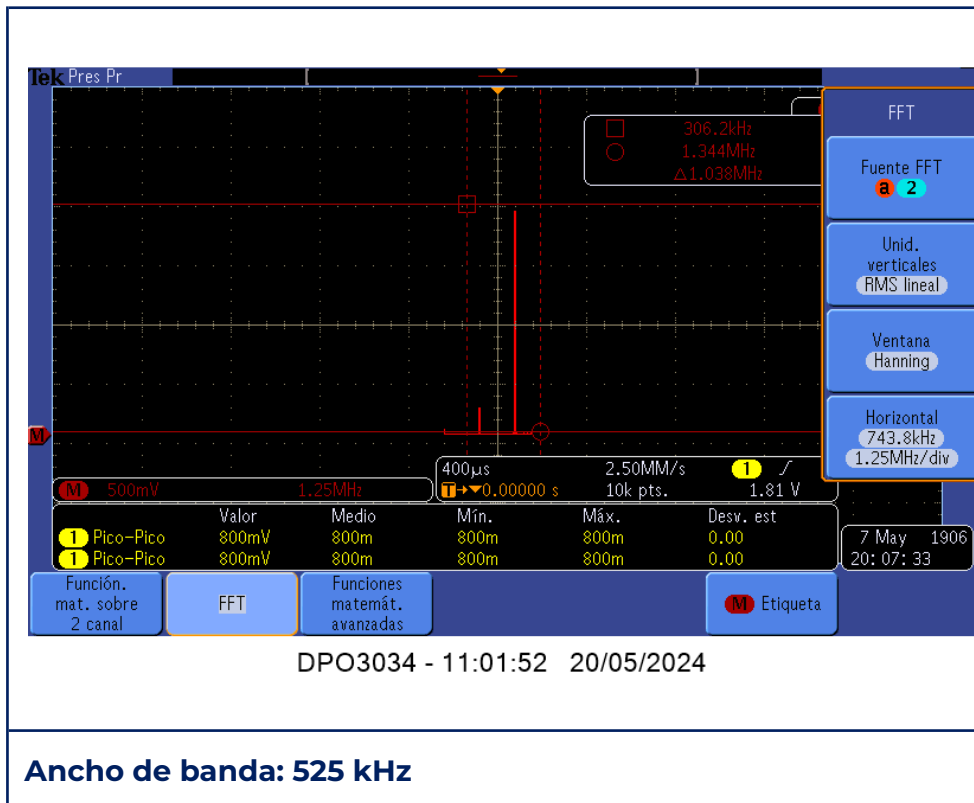 Tek Pres Pr
306.2kHz
1.344MHz
△1.038MHz
FFT
Fuente FFT
a 2
Unid.
verticales
RMS lineal
Ventana
Hanning
Horizontal
743.8kHz
1.25MHz/div
M
M 500mV 1.25MHz
400µs 2.50MM/s 1
T→▼0.00000 s 10k pts. 1.81 V
Valor Medio Mín. Máx. Desv. est
1 Pico-Pico 800mV 800m 800m 800m 0.00
1 Pico-Pico 800mV 800m 800m 800m 0.00
7 May 1906
20: 07: 33
Función.
mat. sobre
2 canal
FFT
Funciones
matemát.
avanzadas
M Etiqueta
DPO3034 - 11:01:52 20/05/2024
Ancho de banda: 525 kHz